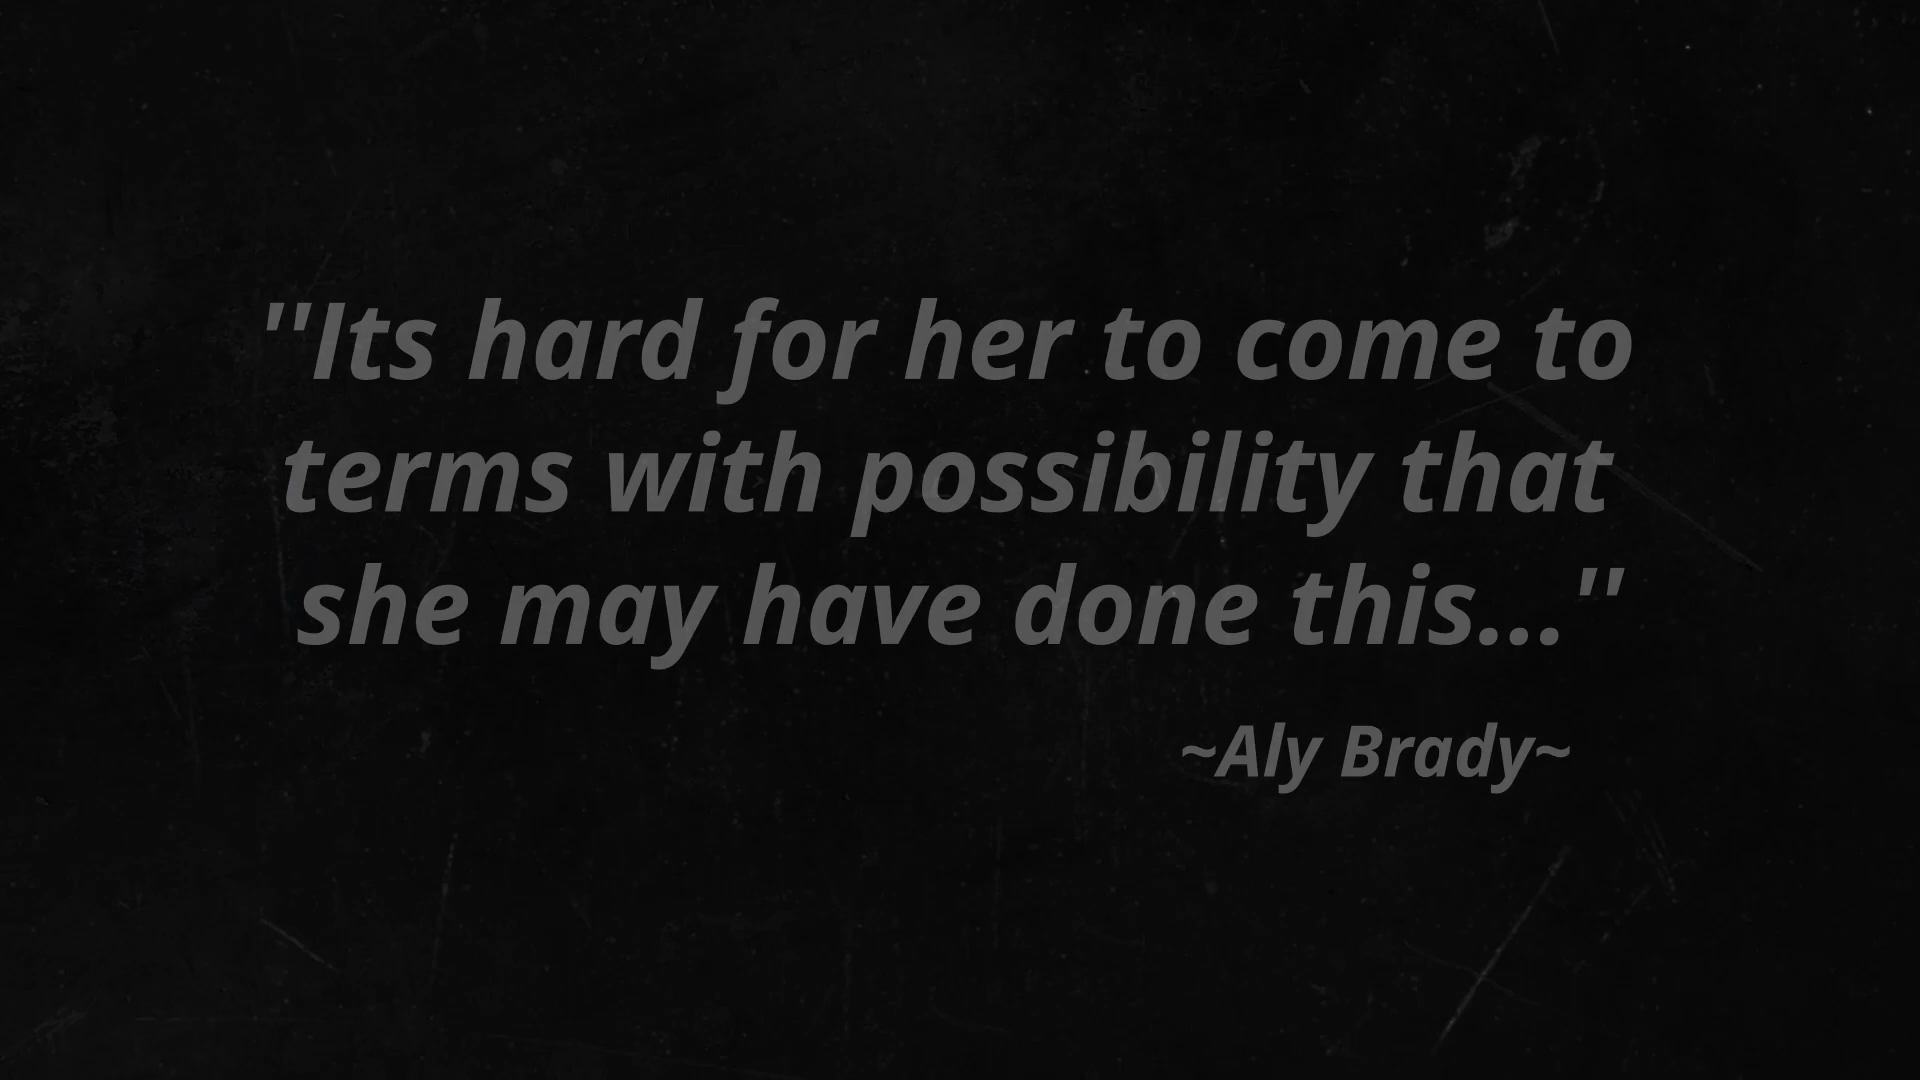 "Its hard for her to come to
terms with possibility that
she may have done this..."
~Aly Brady~